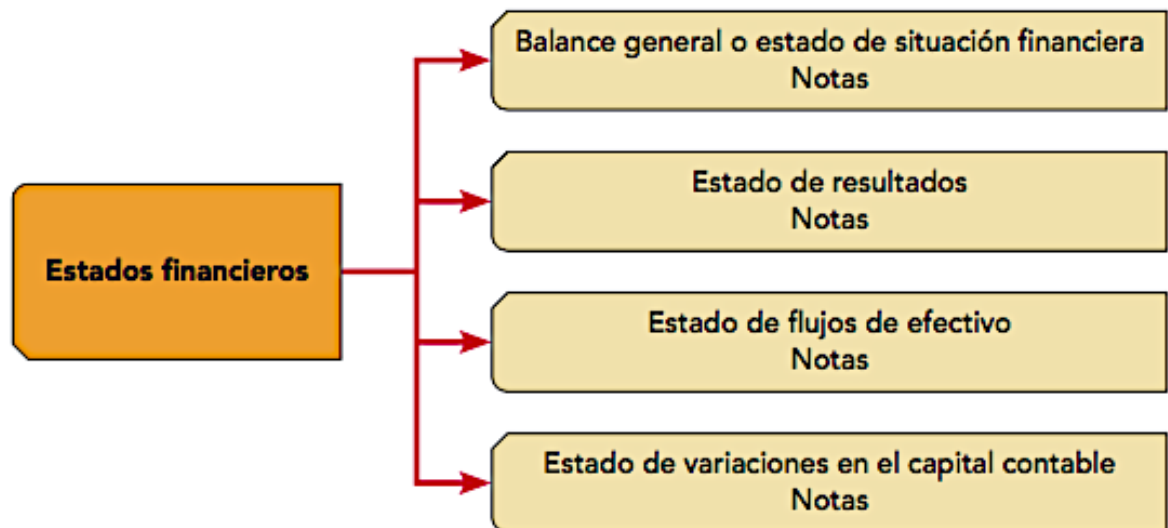 Balance general o estado de situación financiera
Notas
Estado de resultados
Notas
Estados financieros
Estado de flujos de efectivo
Notas
Estado de variaciones en el capital contable
Notas